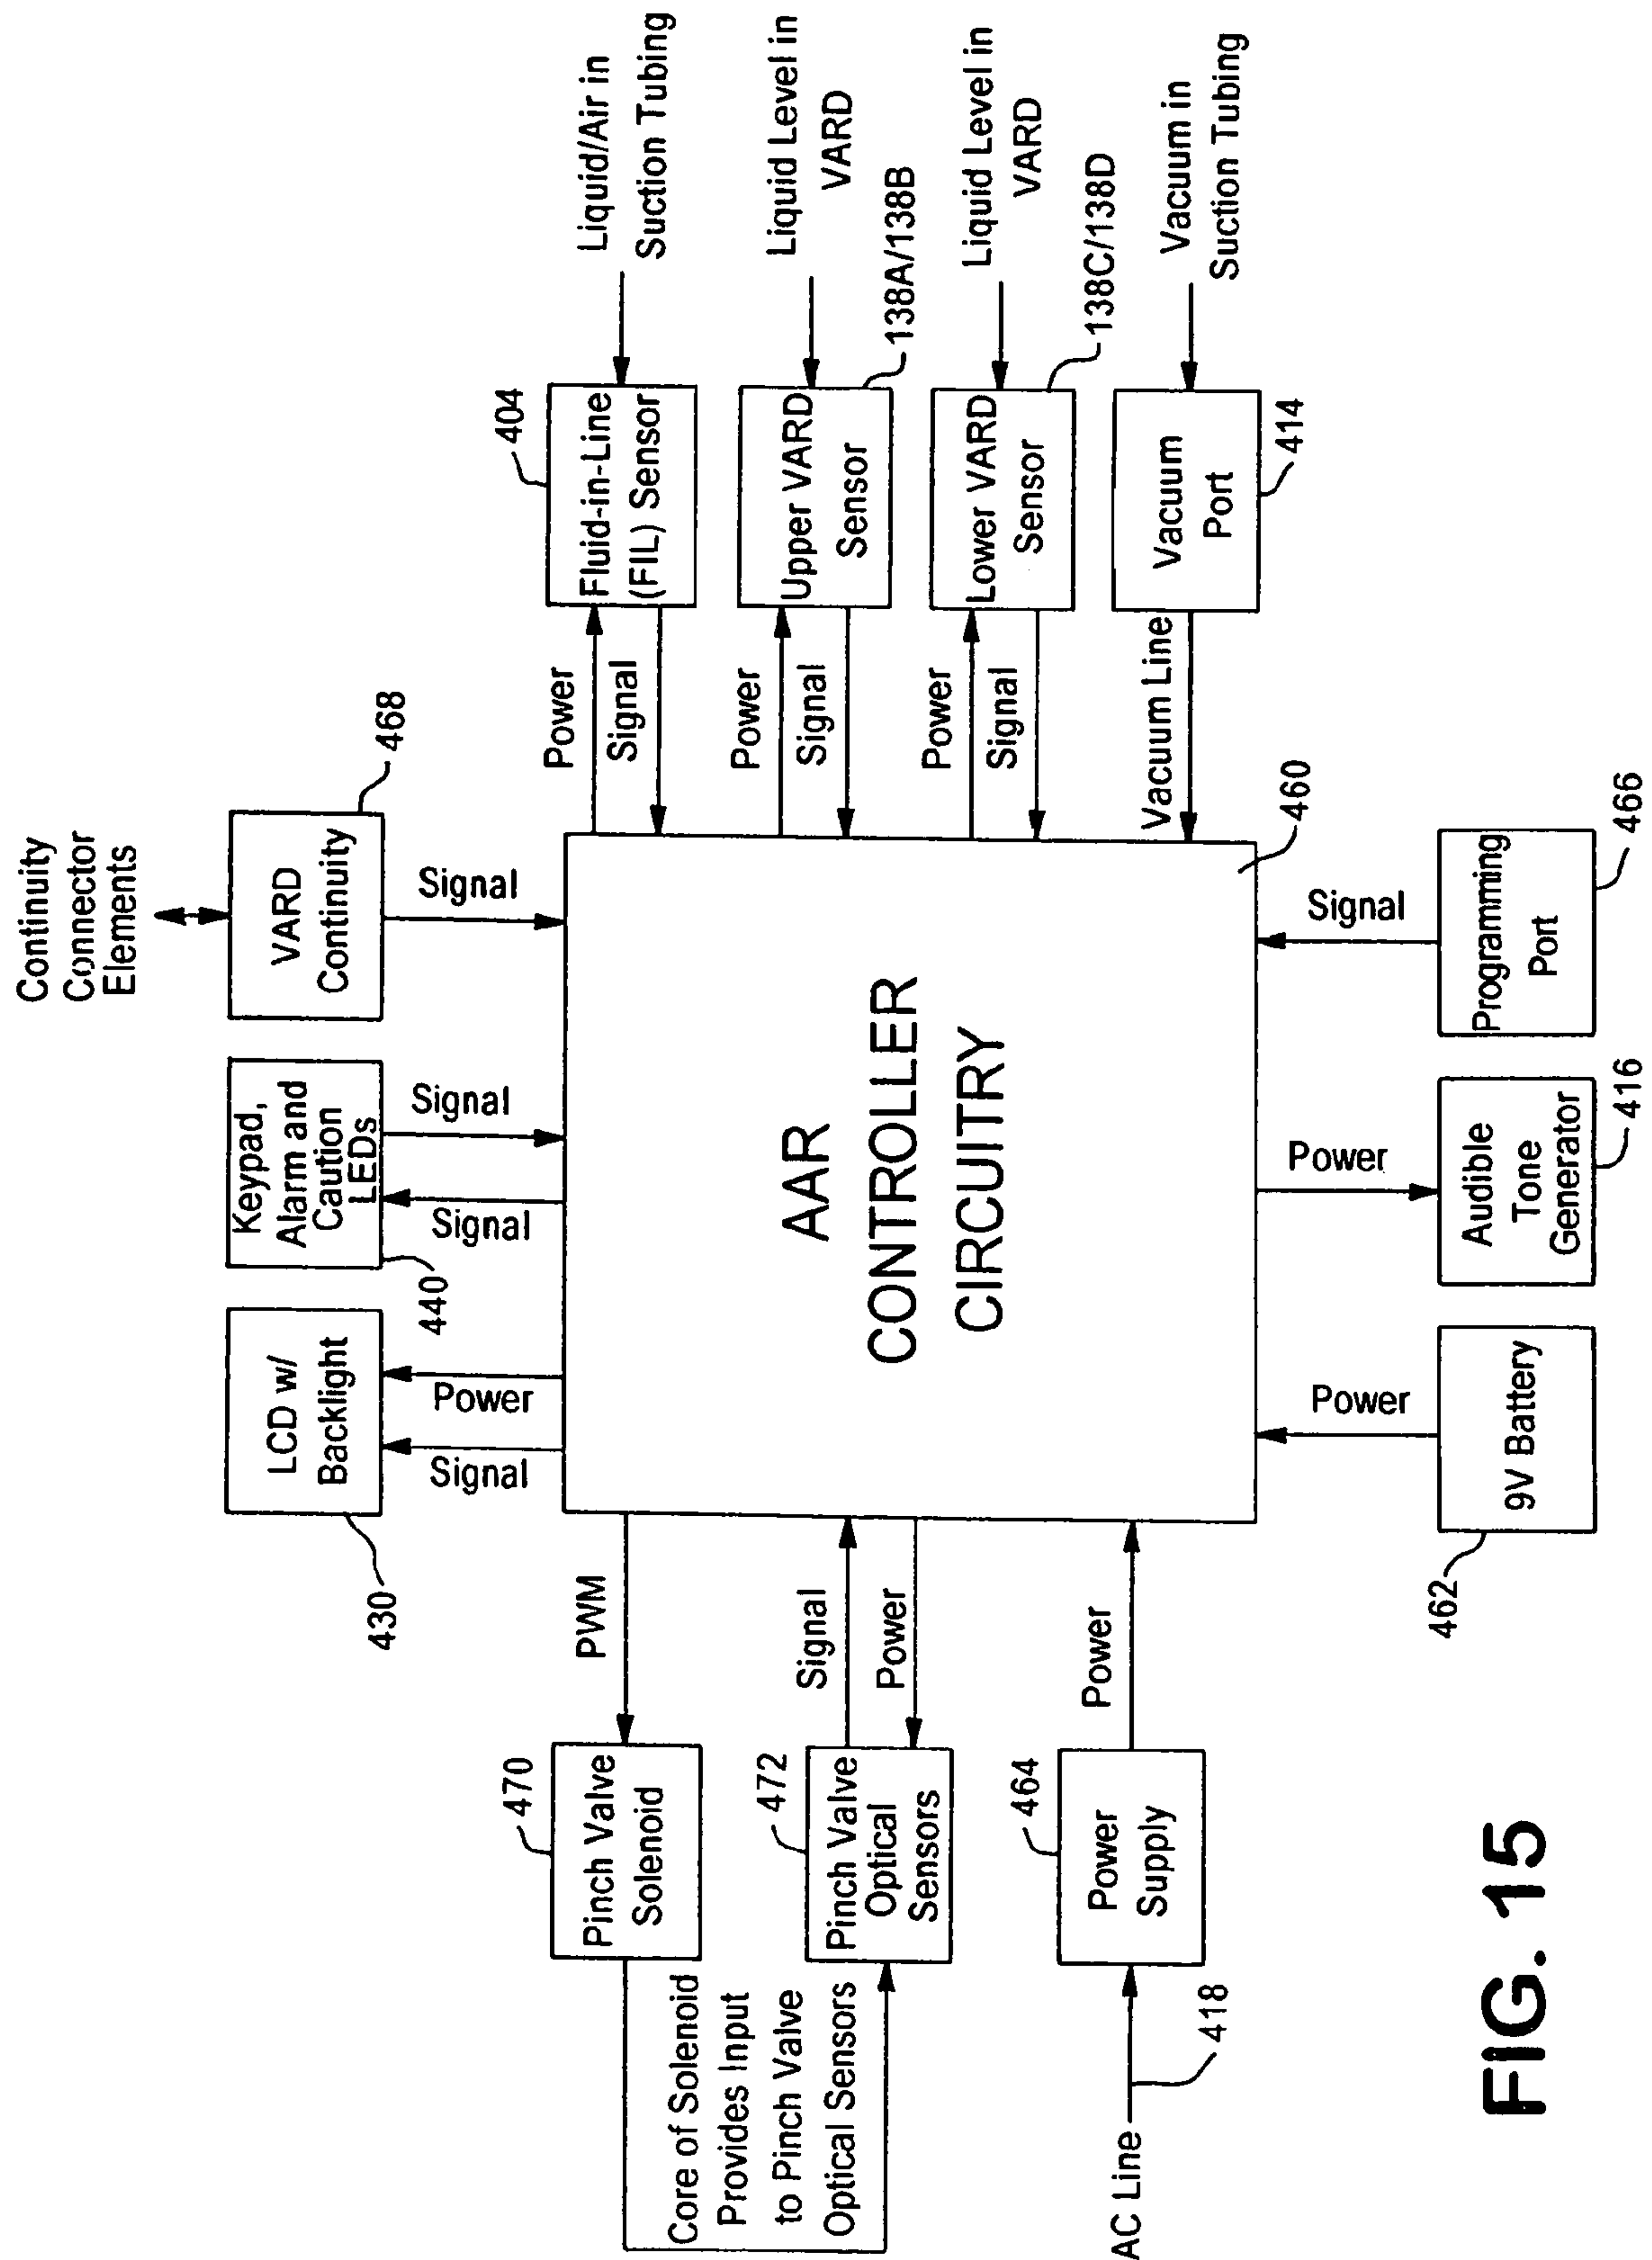 Continuity
Connector
Elements
LCD w/
Backlight
430
Keypad,
Alarm and
Caution
LEDs
440
VARD
Continuity
468
Signal
Power
Signal
Signal
Signal
Core of Solenoid
Provides Input
to Pinch Valve
Optical Sensors
470
Pinch Valve
Solenoid
PWM
472
Pinch Valve
Optical
Sensors
Signal
Power
AC Line
418
464
Power
Supply
Power
AAR
CONTROLLER
CIRCUITRY
460
Power
Signal
404
Fluid-in-Line
(FIL) Sensor
Liquid/Air in
Suction Tubing
Power
Signal
Upper VARD
Sensor
138A/138B
Liquid Level in
VARD
Power
Signal
Lower VARD
Sensor
138C/138D
Liquid Level in
VARD
Vacuum Line
Vacuum
Port
414
Vacuum in
Suction Tubing
Power
Power
Signal
462
9V Battery
Audible
Tone
Generator
416
Programming
Port
466
FIG. 15